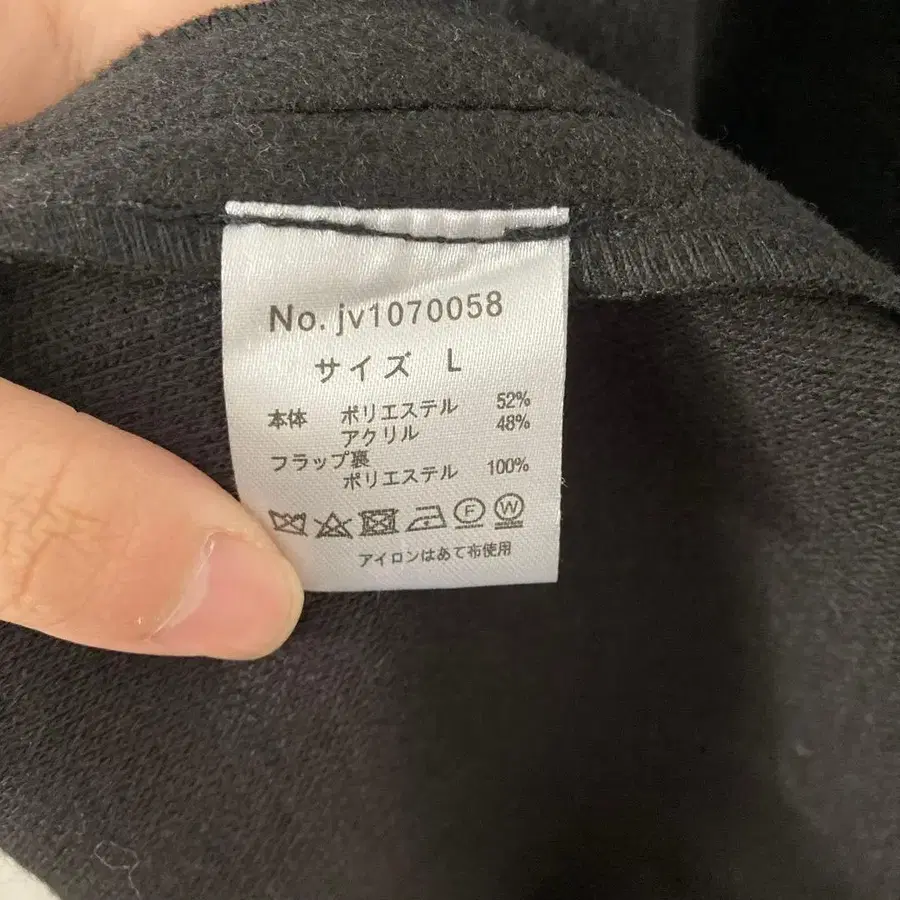 No. jv1070058
サイズ L
本体 ポリエステル 52%
アクリル 48%
フラップ裏
ポリエステル 100%
F W
アイロンはあて布使用